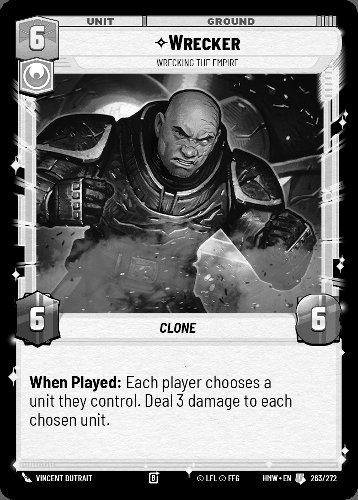 UNIT GROUND
6
✧WRECKER
WRECKING THE EMPIRE
6
6
CLONE
When Played: Each player chooses a
unit they control. Deal 3 damage to each
chosen unit.
VINCENT DUTRAIT
© LFL © FFG
HMW • EN
263/272